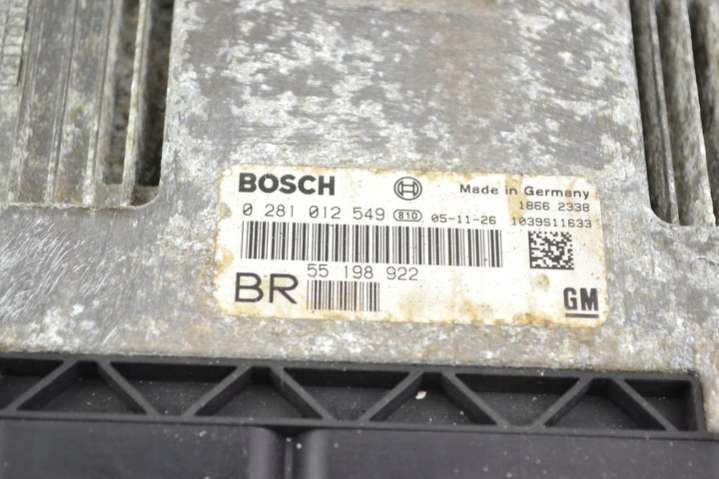 BOSCH Made in Germany
1866 2338
0 281 012 549 810 05-11-26 1039S11633
BR 55 198 922
GM